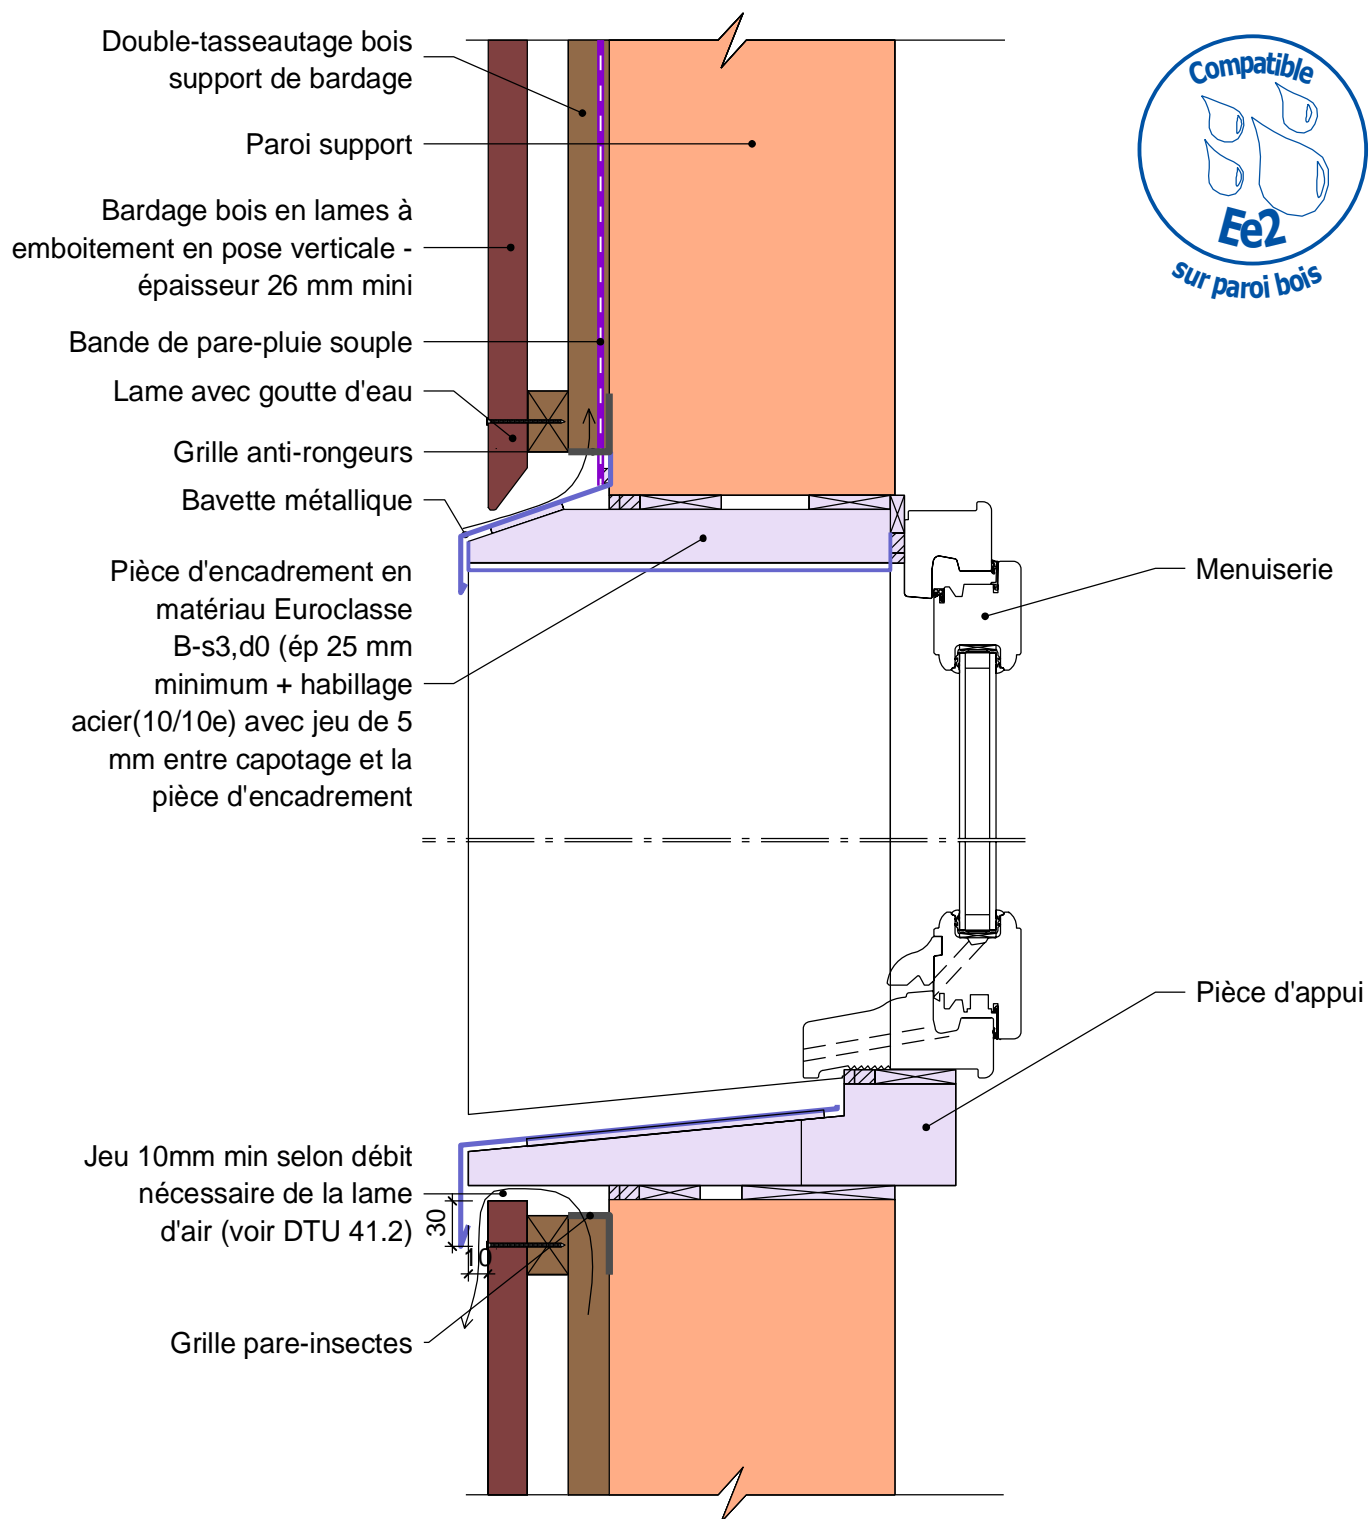 Double-tasseautage bois
support de bardage
Compatible
Ee2
sur paroi bois
Paroi support
Bardage bois en lames à
emboitement en pose verticale -
épaisseur 26 mm mini
Bande de pare-pluie souple
Lame avec goutte d'eau
Grille anti-rongeurs
Bavette métallique
Pièce d'encadrement en
matériau Euroclasse
B-s3,d0 (ép 25 mm
minimum + habillage
acier(10/10e) avec jeu de 5
mm entre capotage et la
pièce d'encadrement
Menuiserie
Pièce d'appui
Jeu 10mm min selon débit
nécessaire de la lame
d'air (voir DTU 41.2)
30
10
Grille pare-insectes